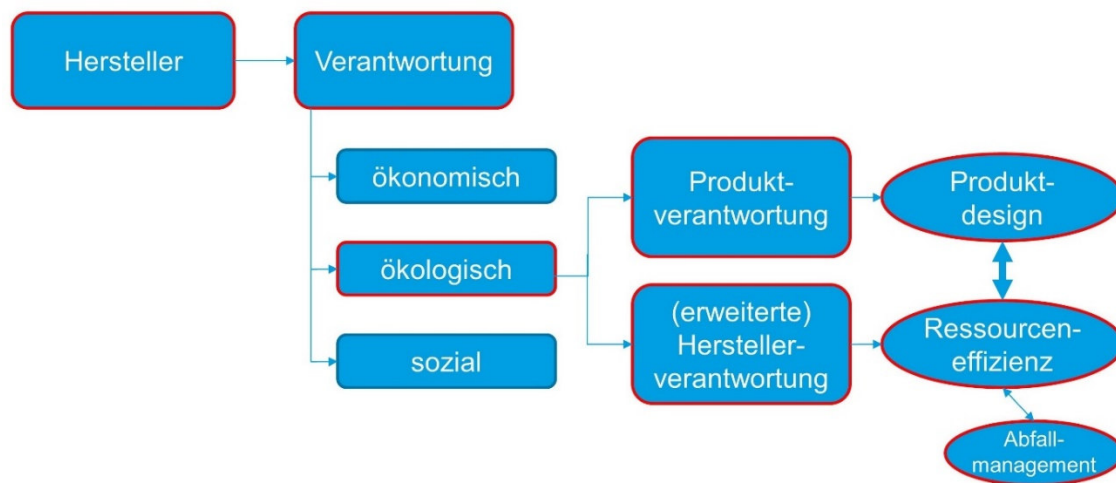 Hersteller
Verantwortung
ökonomisch
ökologisch
sozial
Produkt-
verantwortung
(erweiterte)
Hersteller-
verantwortung
Produkt-
design
Ressourcen-
effizienz
Abfall-
management